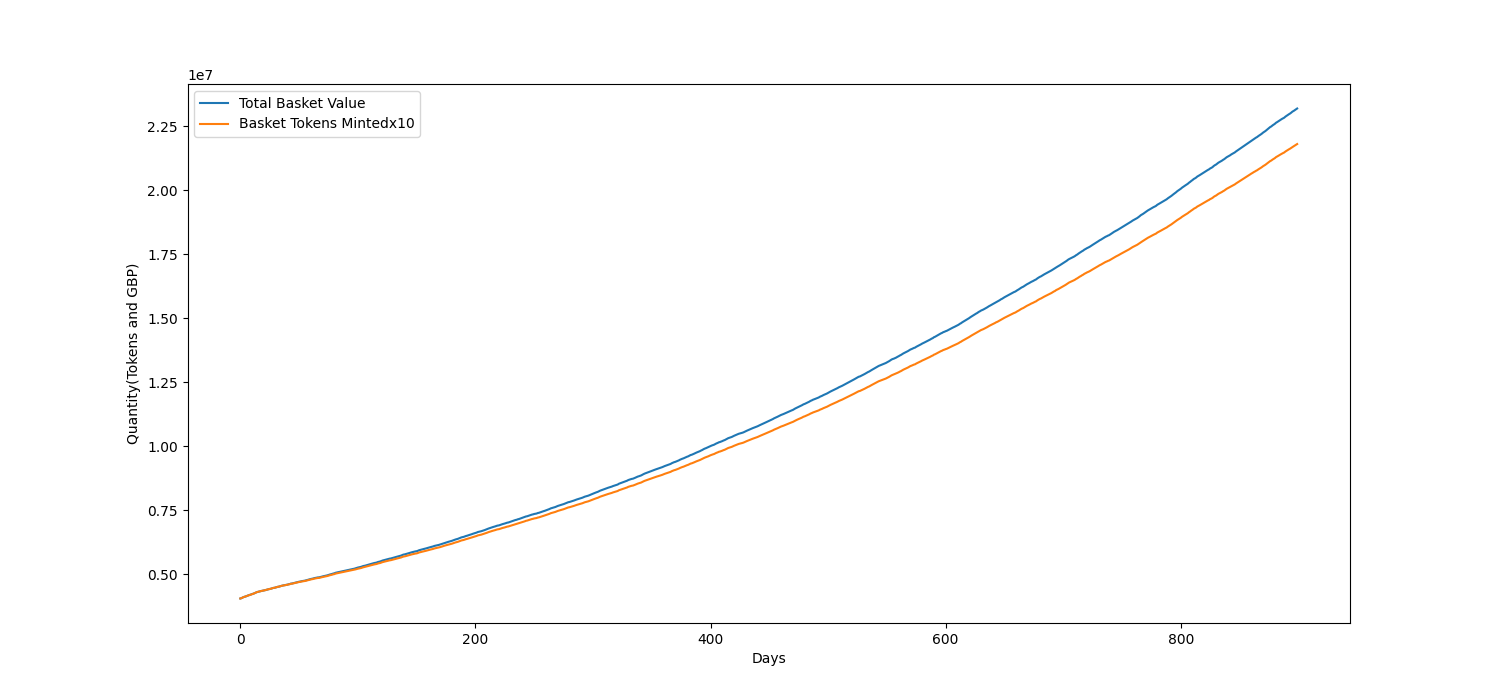 1e7
Total Basket Value
Basket Tokens Mintedx10
2.25
2.00
1.75
1.50
1.25
1.00
0.75
0.50
Quantity(Tokens and GBP)
0 200 400 600 800
Days